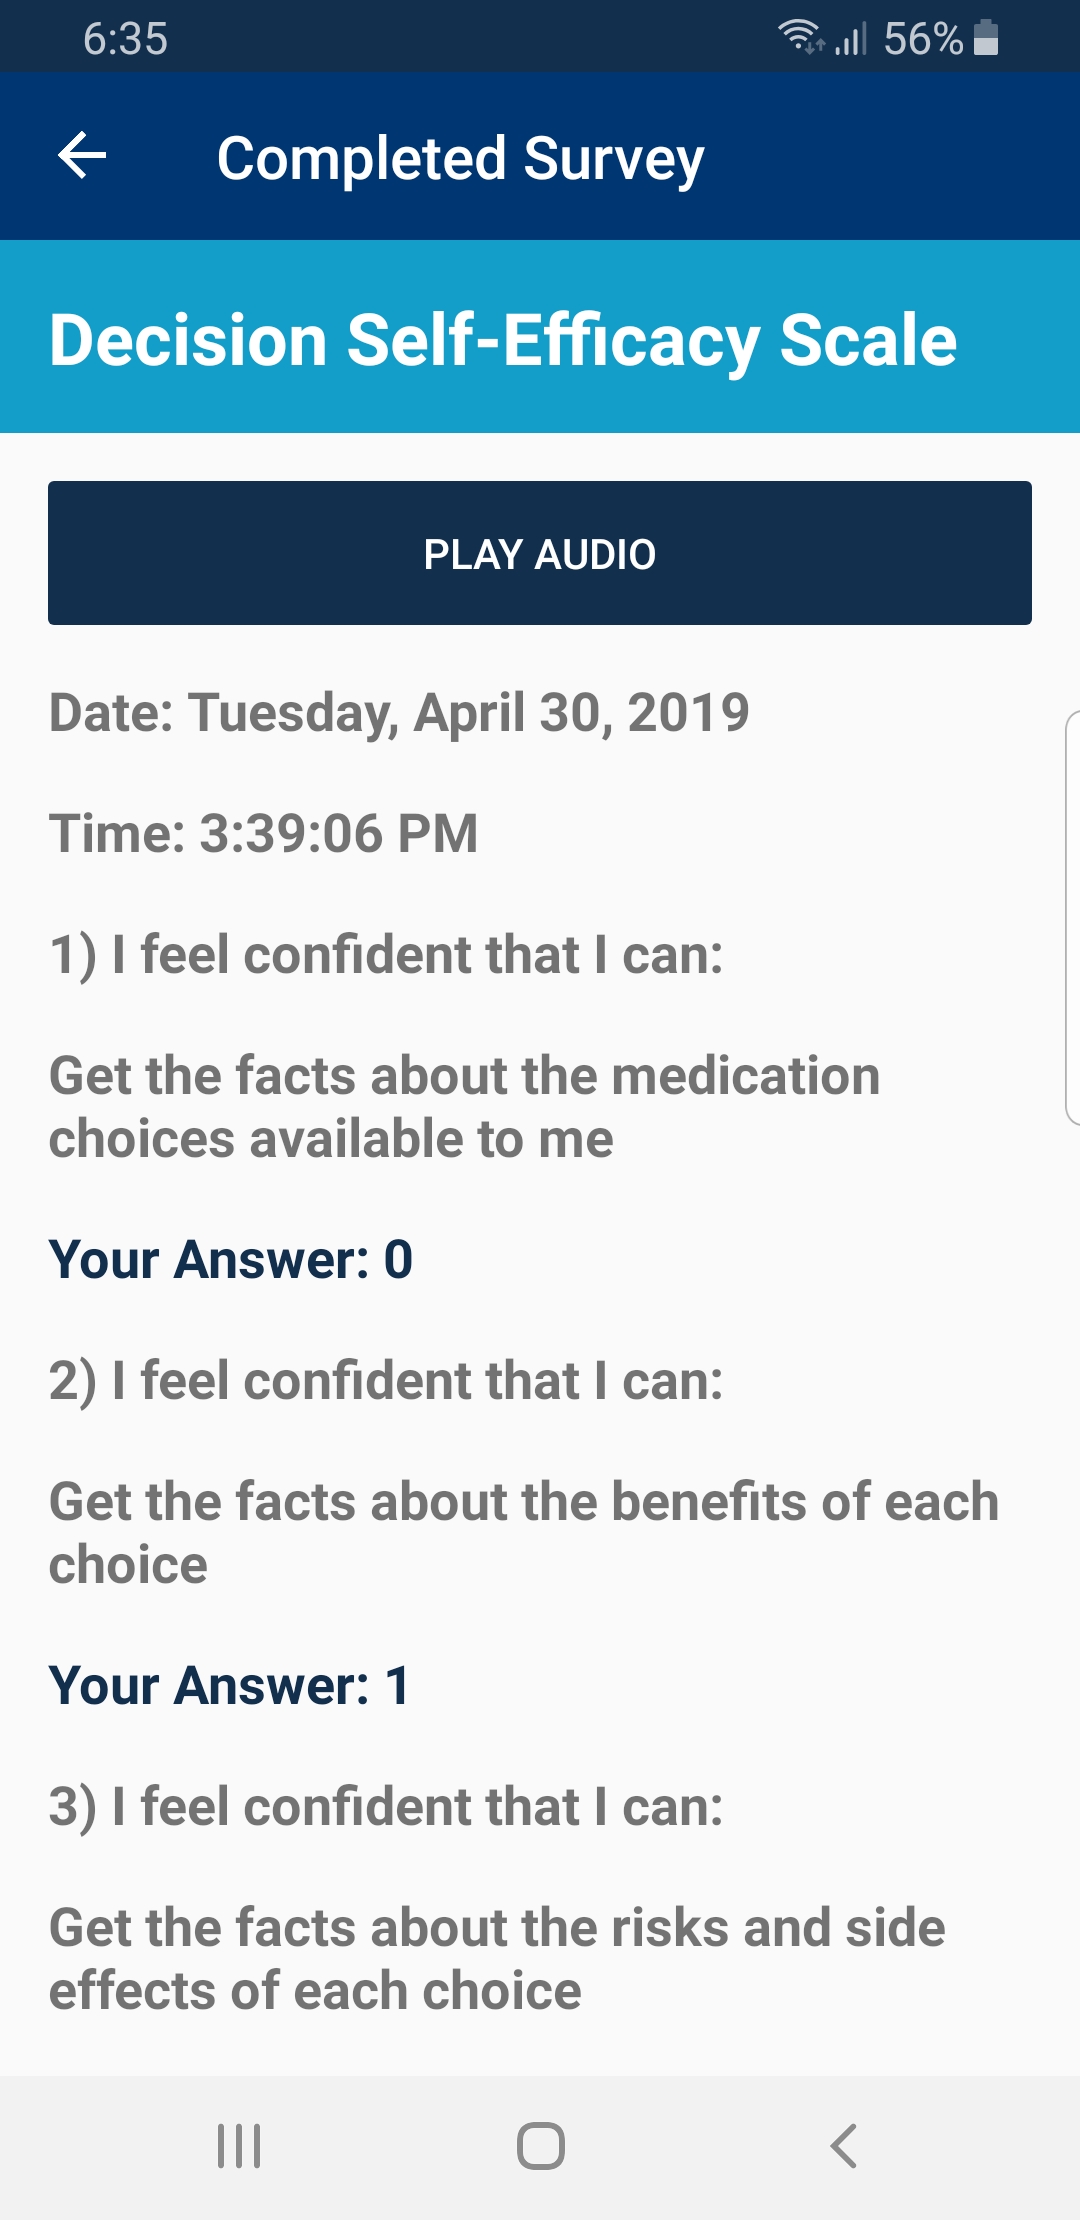 6:35
56%
Completed Survey
Decision Self-Efficacy Scale
PLAY AUDIO
Date: Tuesday, April 30, 2019
Time: 3:39:06 PM
1) I feel confident that I can:
Get the facts about the medication
choices available to me
Your Answer: 0
2) I feel confident that I can:
Get the facts about the benefits of each
choice
Your Answer: 1
3) I feel confident that I can:
Get the facts about the risks and side
effects of each choice